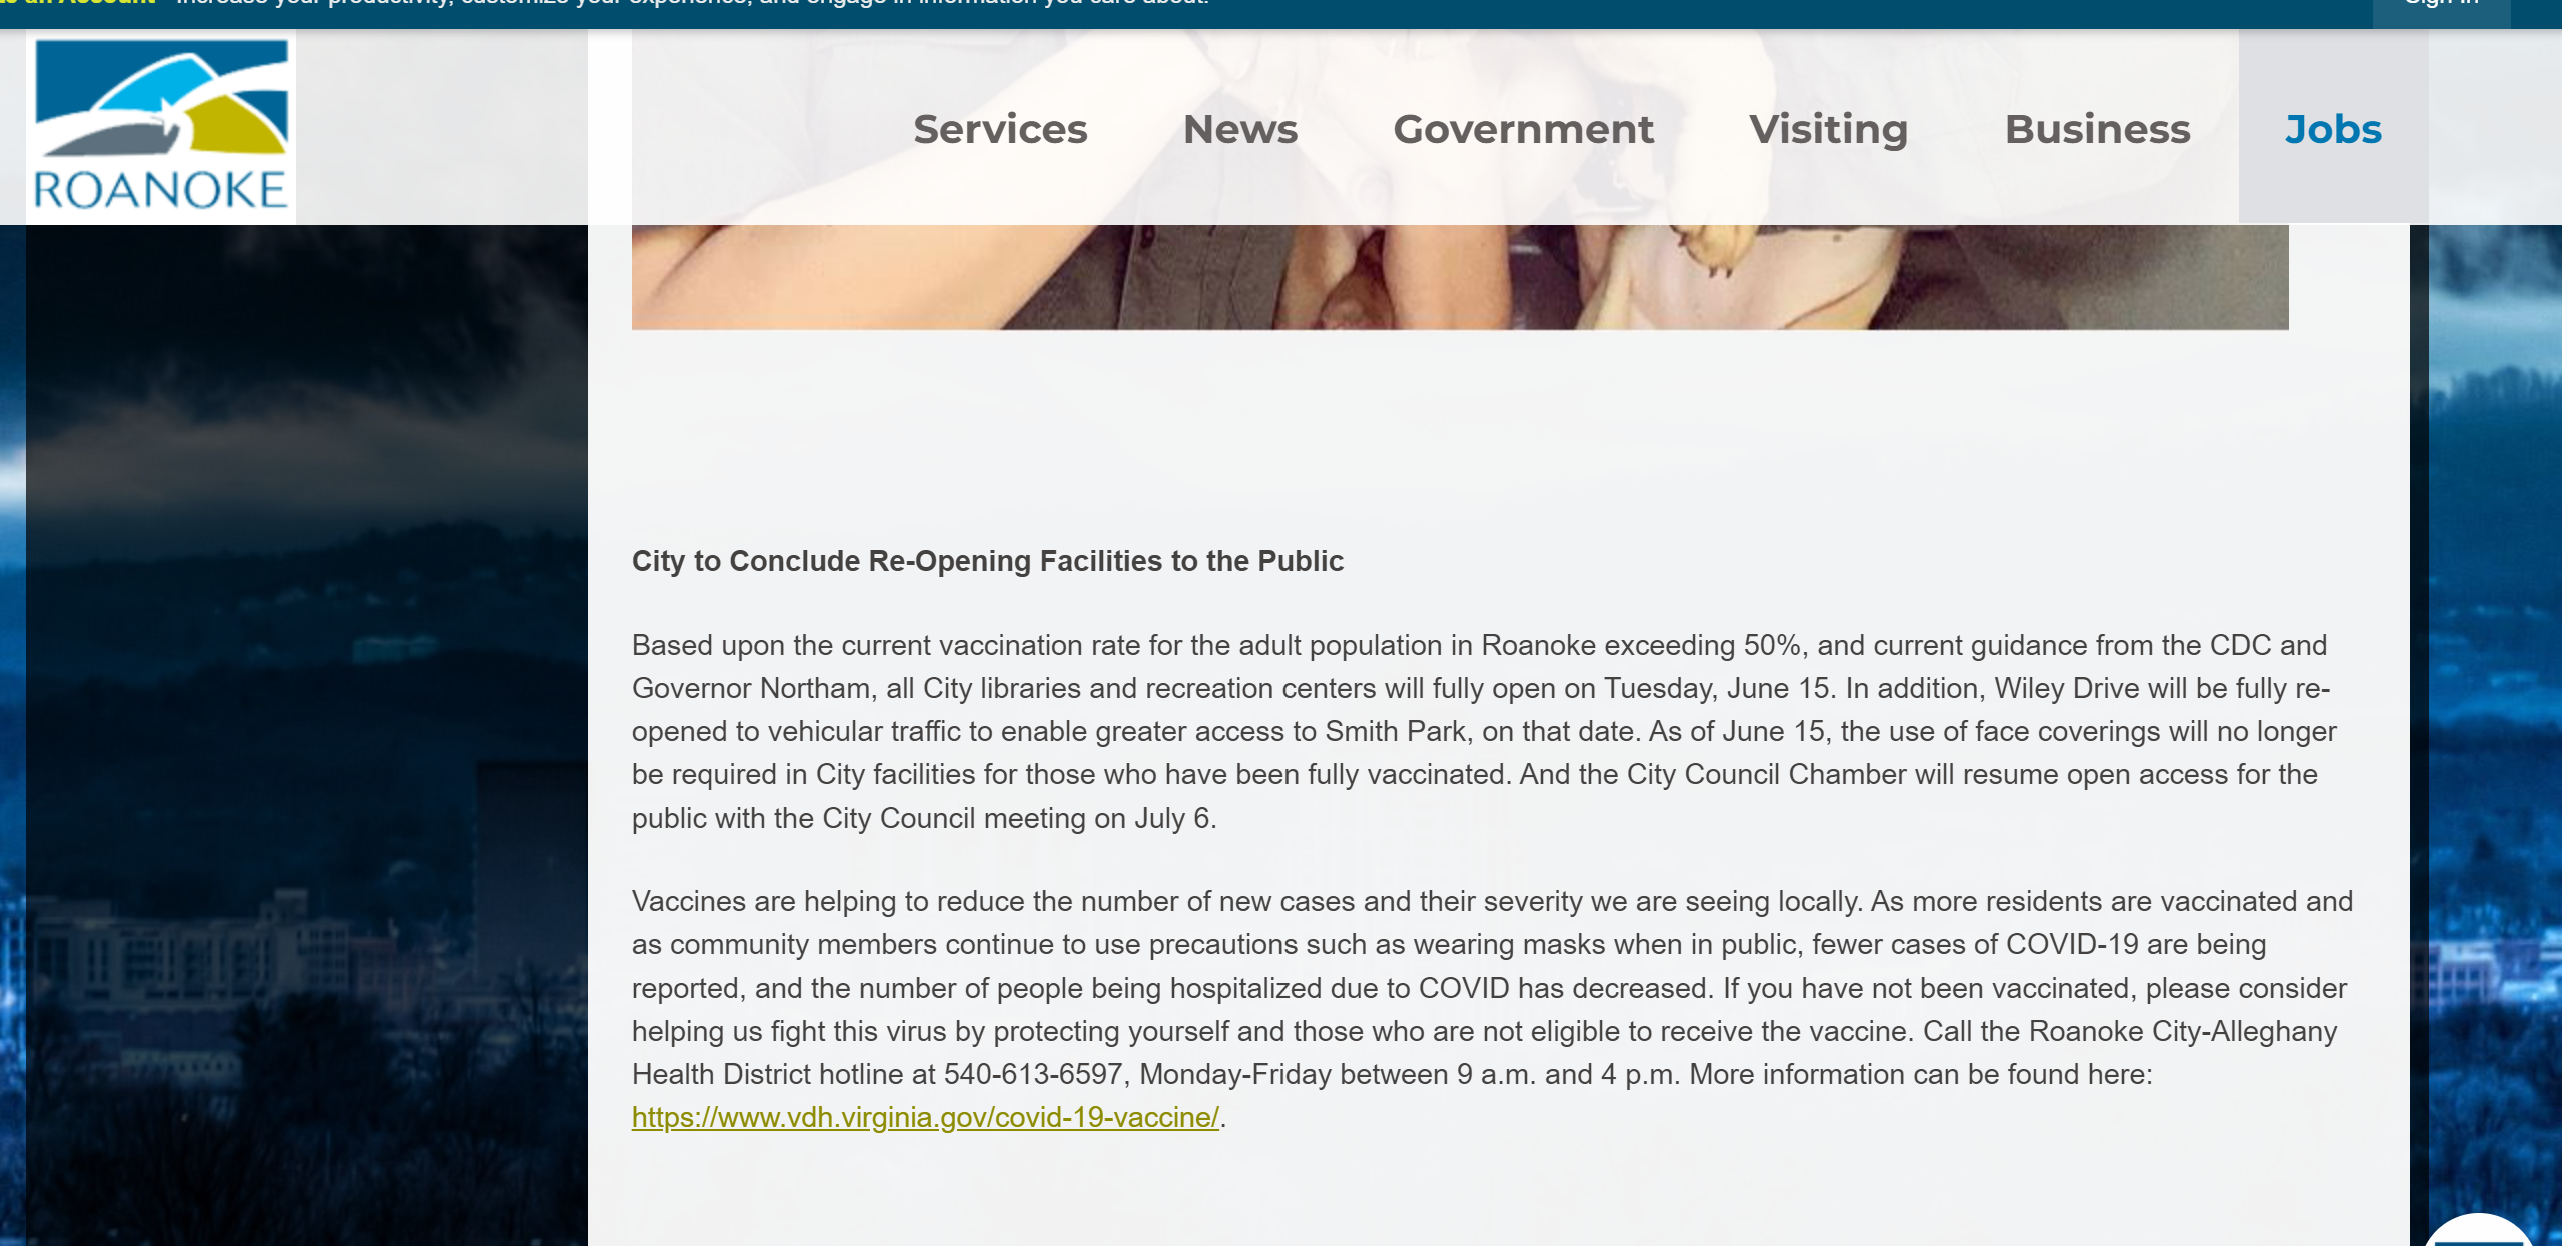 an Account - Increase your productivity, customize your experience, and engage in information you care about.
Sign In
ROANOKE
Services
News
Government
Visiting
Business
Jobs
City to Conclude Re-Opening Facilities to the Public
Based upon the current vaccination rate for the adult population in Roanoke exceeding 50%, and current guidance from the CDC and
Governor Northam, all City libraries and recreation centers will fully open on Tuesday, June 15. In addition, Wiley Drive will be fully re-
opened to vehicular traffic to enable greater access to Smith Park, on that date. As of June 15, the use of face coverings will no longer
be required in City facilities for those who have been fully vaccinated. And the City Council Chamber will resume open access for the
public with the City Council meeting on July 6.
Vaccines are helping to reduce the number of new cases and their severity we are seeing locally. As more residents are vaccinated and
as community members continue to use precautions such as wearing masks when in public, fewer cases of COVID-19 are being
reported, and the number of people being hospitalized due to COVID has decreased. If you have not been vaccinated, please consider
helping us fight this virus by protecting yourself and those who are not eligible to receive the vaccine. Call the Roanoke City-Alleghany
Health District hotline at 540-613-6597, Monday-Friday between 9 a.m. and 4 p.m. More information can be found here:
https://www.vdh.virginia.gov/covid-19-vaccine/.